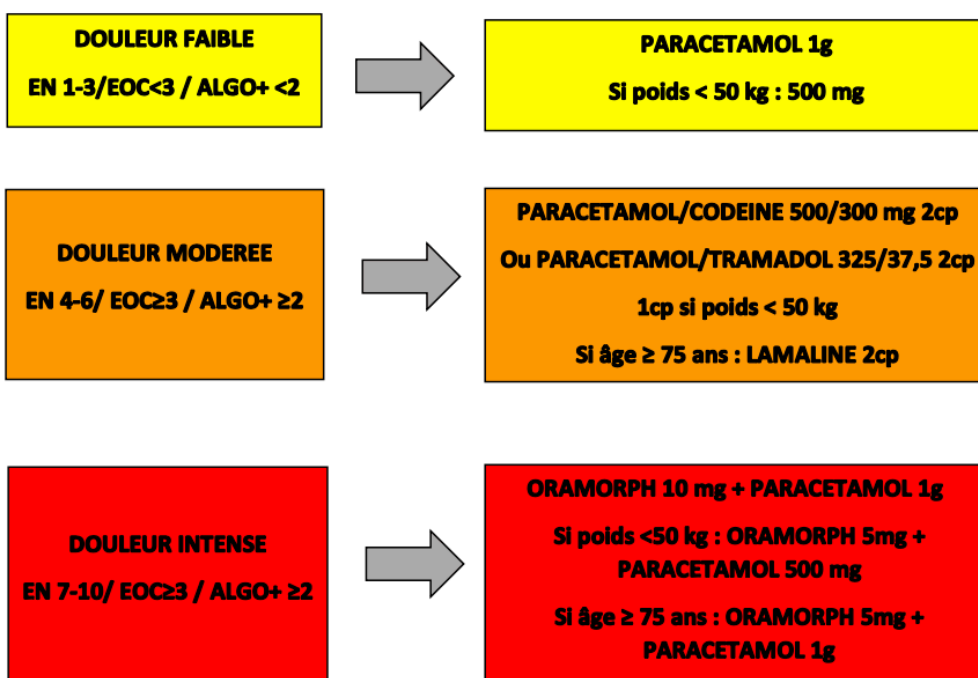 DOULEUR FAIBLE
EN 1-3/EOC<3 / ALGO+ <2
PARACETAMOL 1g
Si poids < 50 kg : 500 mg
DOULEUR MODEREE
EN 4-6/ EOC≥3 / ALGO+ ≥2
PARACETAMOL/CODEINE 500/300 mg 2cp
Ou PARACETAMOL/TRAMADOL 325/37,5 2cp
1cp si poids < 50 kg
Si âge ≥ 75 ans : LAMALINE 2cp
DOULEUR INTENSE
EN 7-10/ EOC≥3 / ALGO+ ≥2
ORAMORPH 10 mg + PARACETAMOL 1g
Si poids <50 kg : ORAMORPH 5mg +
PARACETAMOL 500 mg
Si âge ≥ 75 ans : ORAMORPH 5mg +
PARACETAMOL 1g